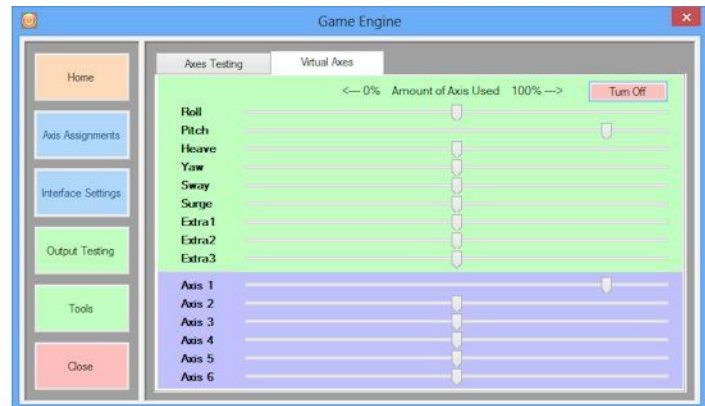 Game Engine
Home
Axis Assignments
Interface Settings
Output Testing
Tools
Close
Axes Testing
Virtual Axes
<--- 0% Amount of Axis Used 100% --->
Turn Off
Roll
Pitch
Heave
Yaw
Sway
Surge
Extra1
Extra2
Extra3
Axis 1
Axis 2
Axis 3
Axis 4
Axis 5
Axis 6